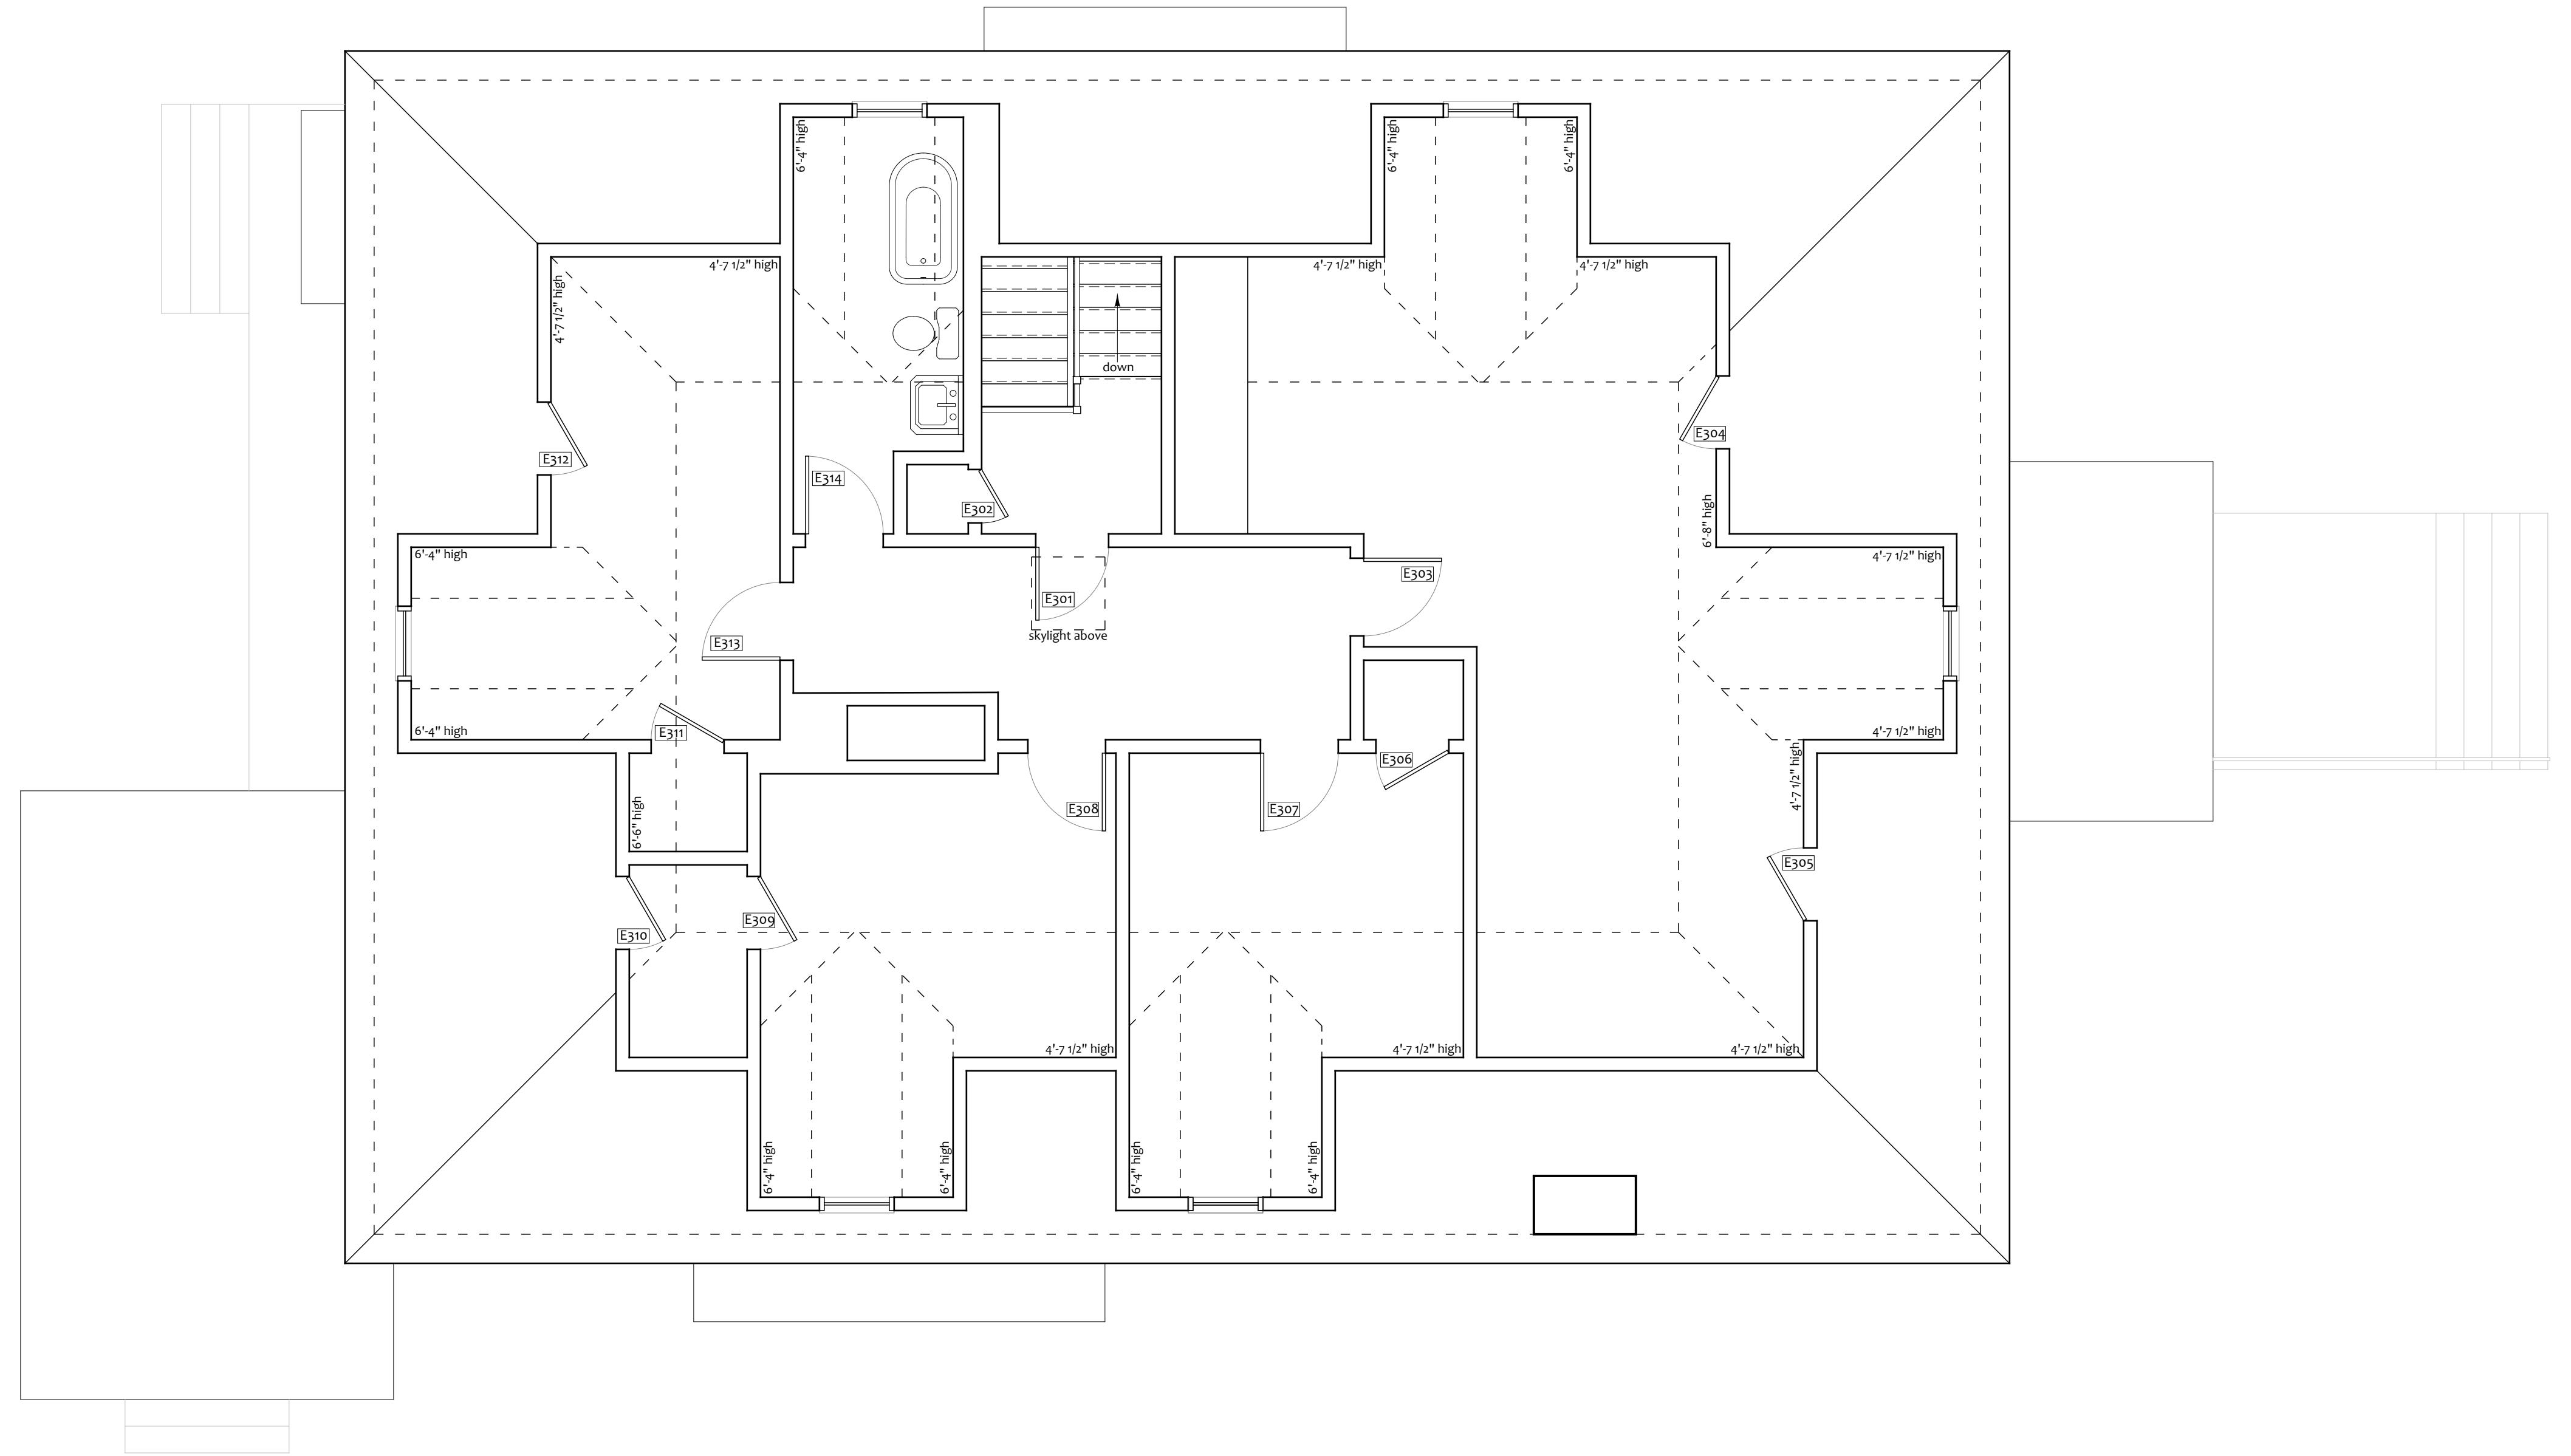 6'-4" high
6'-4" high
6'-4" high
4'-7 1/2" high
4'-7 1/2" high
4'-7 1/2" high
4'-7 1/2" high
down
E304
E312
E314
E302
6'-8" high
6'-4" high
4'-7 1/2" high
E303
E301
skylight above
E313
6'-4" high
E311
4'-7 1/2" high
E306
4'-7 1/2" high
6'-6" high
E308
E307
E305
E309
E310
4'-7 1/2" high
4'-7 1/2" high
4'-7 1/2" high
6'-4" high
6'-4" high
6'-4" high
6'-4" high